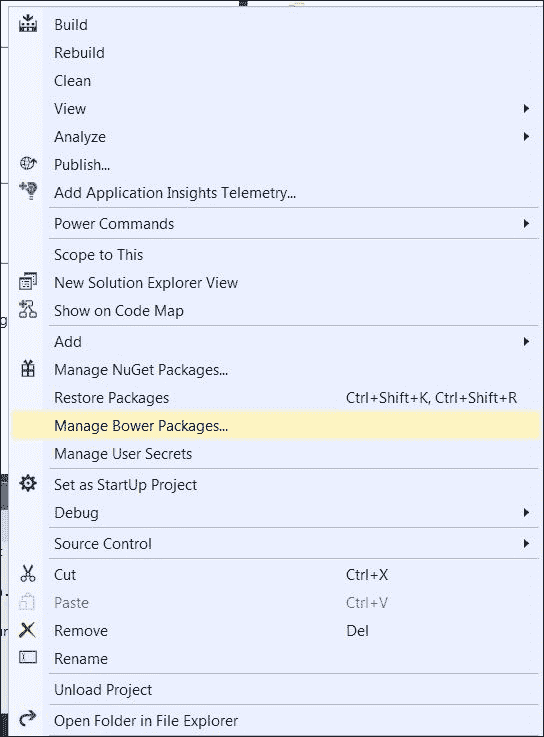 Build
Rebuild
Clean
View
Analyze
Publish...
Add Application Insights Telemetry...
Power Commands
Scope to This
New Solution Explorer View
Show on Code Map
Add
Manage NuGet Packages...
Restore Packages Ctrl+Shift+K, Ctrl+Shift+R
Manage Bower Packages...
Manage User Secrets
Set as StartUp Project
Debug
Source Control
Cut Ctrl+X
Paste Ctrl+V
Remove Del
Rename
Unload Project
Open Folder in File Explorer